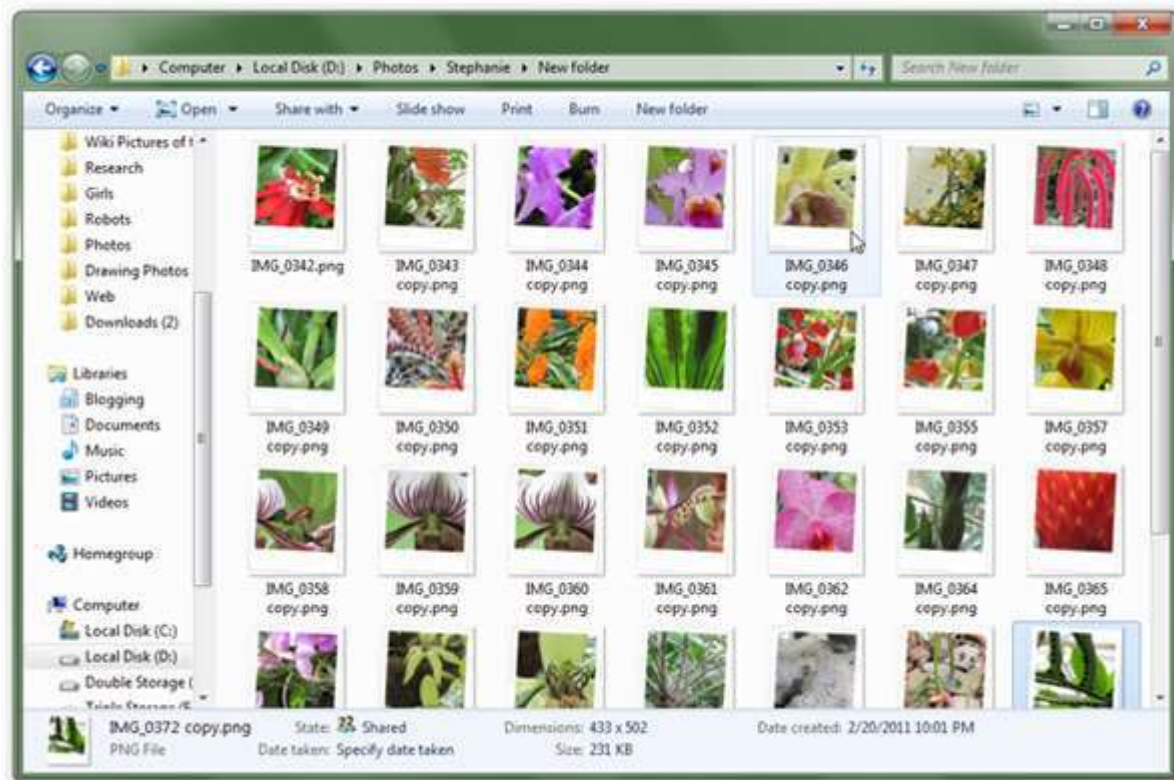 Computer ▸ Local Disk (D:) ▸ Photos ▸ Stephanie ▸ New folder
Search New folder
Organize Open Share with Slide show Print Burn New folder
Wiki Pictures of
Research
Girls
Robots
Photos
Drawing Photos
Web
Downloads (2)
Libraries
Blogging
Documents
Music
Pictures
Videos
Homegroup
Computer
Local Disk (C:)
Local Disk (D:)
Double Storage (
IMG_0342.png IMG_0343 IMG_0344 IMG_0345 IMG_0346 IMG_0347 IMG_0348
copy.png copy.png copy.png copy.png copy.png copy.png
IMG_0349 IMG_0350 IMG_0351 IMG_0352 IMG_0353 IMG_0355 IMG_0357
copy.png copy.png copy.png copy.png copy.png copy.png copy.png
IMG_0358 IMG_0359 IMG_0360 IMG_0361 IMG_0362 IMG_0364 IMG_0365
copy.png copy.png copy.png copy.png copy.png copy.png copy.png
IMG_0372 copy.png State: Shared Dimensions: 433 x 502 Date created: 2/20/2011 10:01 PM
PNG File Date taken: Specify date taken Size: 231 KB